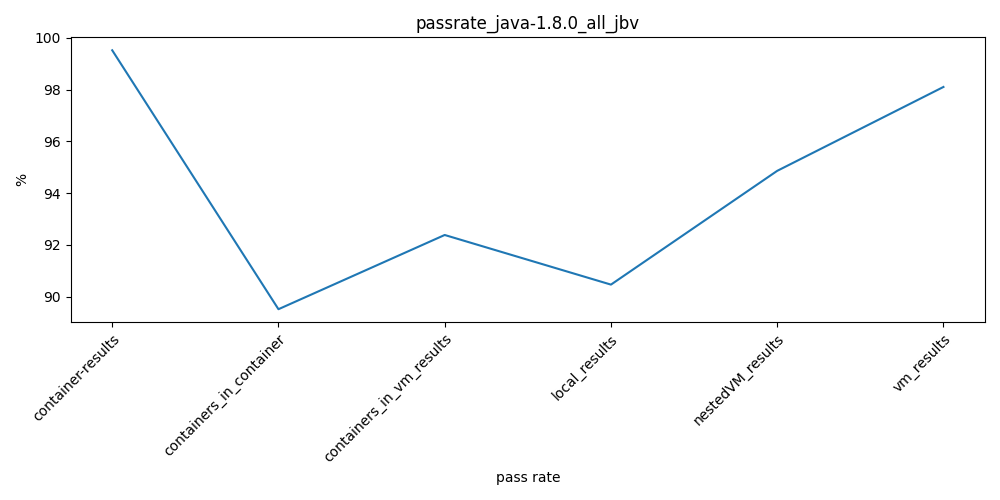 passrate_java-1.8.0_all_jbv
100
98
96
94
92
90
%
container-results
containers_in_container
containers_in_vm_results
local_results
nestedVM_results
vm_results
pass rate